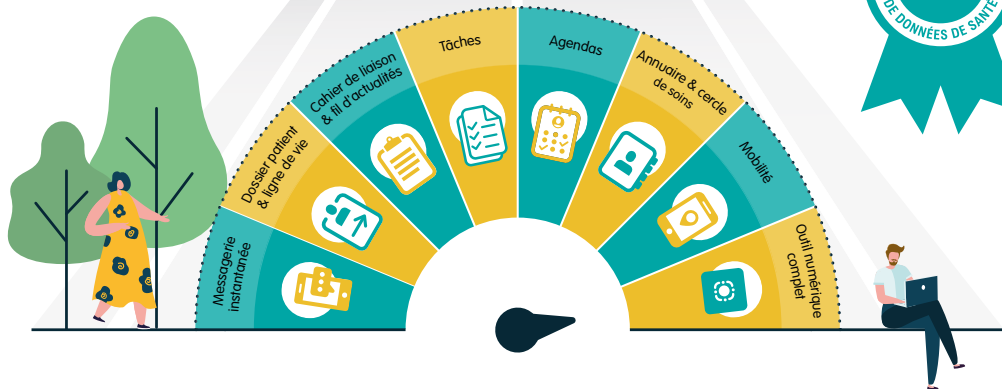 Messagerie
instantanée
Dossier patient
& ligne de vie
Cahier de liaison
& fil d'actualités
Tâches
Agendas
Annuaire & cercle
de soins
Mobilité
Outil numérique
complet
DE DONNÉES DE SANTÉ